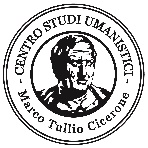 - CENTRO STUDI UMANISTICI -
Marco Tullio Cicerone